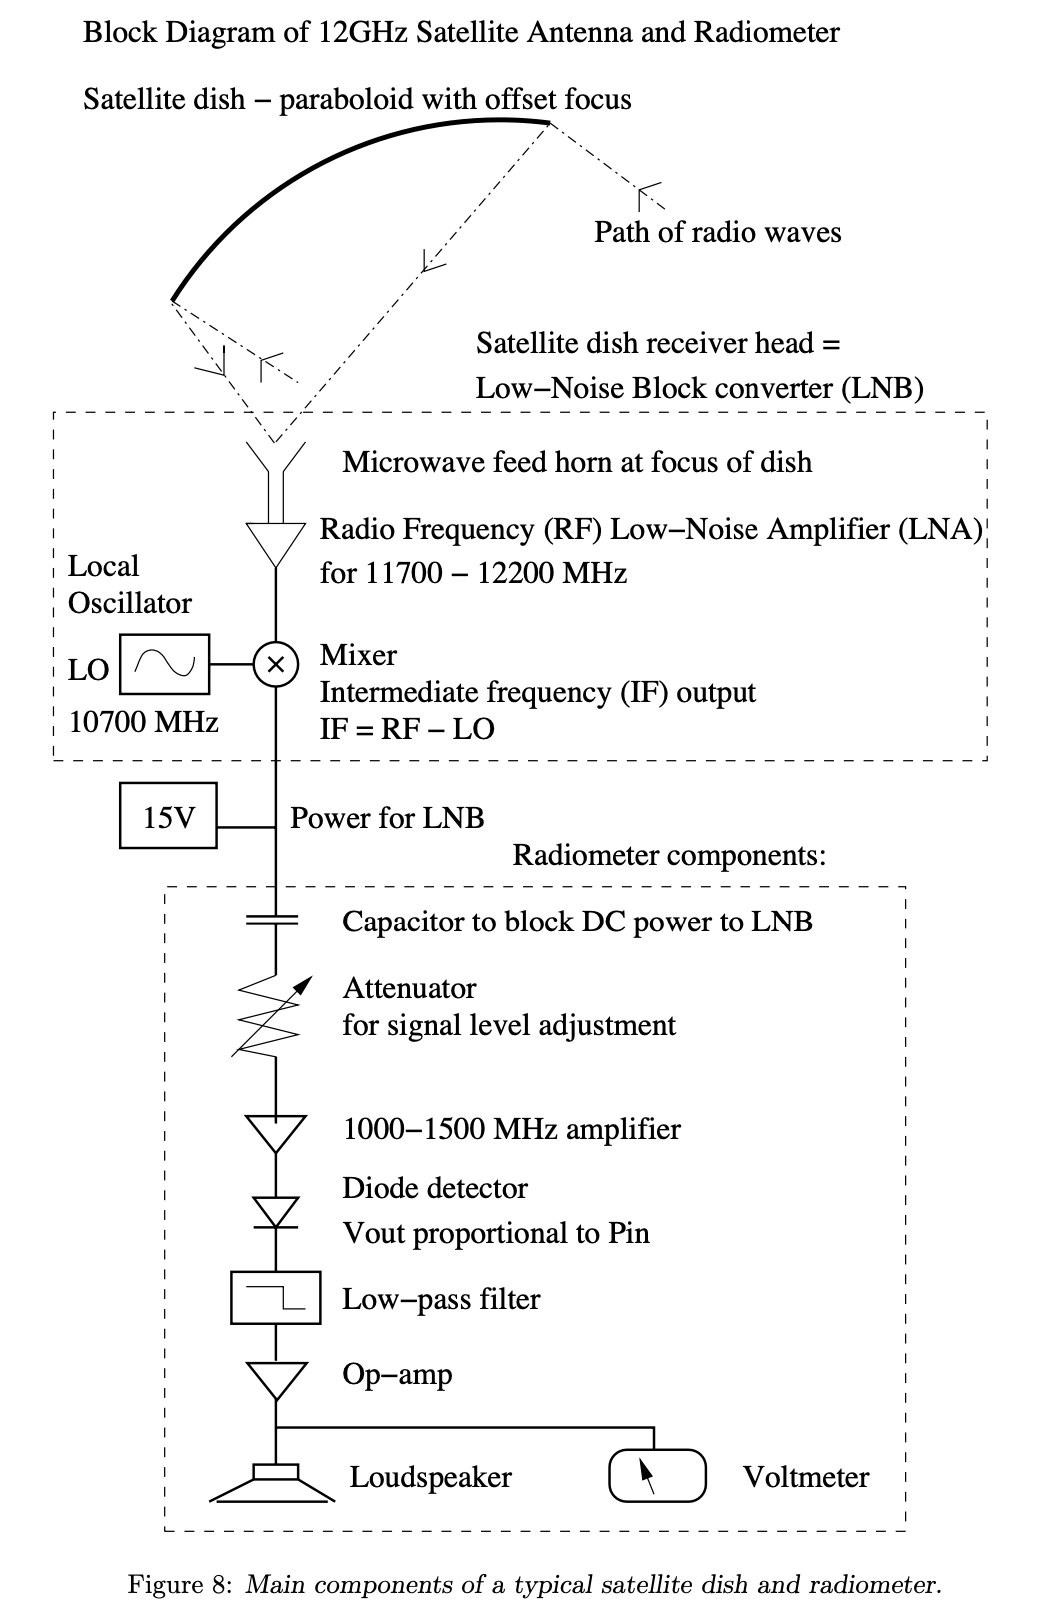 Block Diagram of 12GHz Satellite Antenna and Radiometer
Satellite dish – paraboloid with offset focus
Path of radio waves
Satellite dish receiver head =
Low–Noise Block converter (LNB)
Microwave feed horn at focus of dish
Radio Frequency (RF) Low–Noise Amplifier (LNA)
for 11700 – 12200 MHz
Local
Oscillator
LO
10700 MHz
Mixer
Intermediate frequency (IF) output
IF = RF – LO
15V
Power for LNB
Radiometer components:
Capacitor to block DC power to LNB
Attenuator
for signal level adjustment
1000–1500 MHz amplifier
Diode detector
Vout proportional to Pin
Low–pass filter
Op–amp
Loudspeaker
Voltmeter
Figure 8: Main components of a typical satellite dish and radiometer.